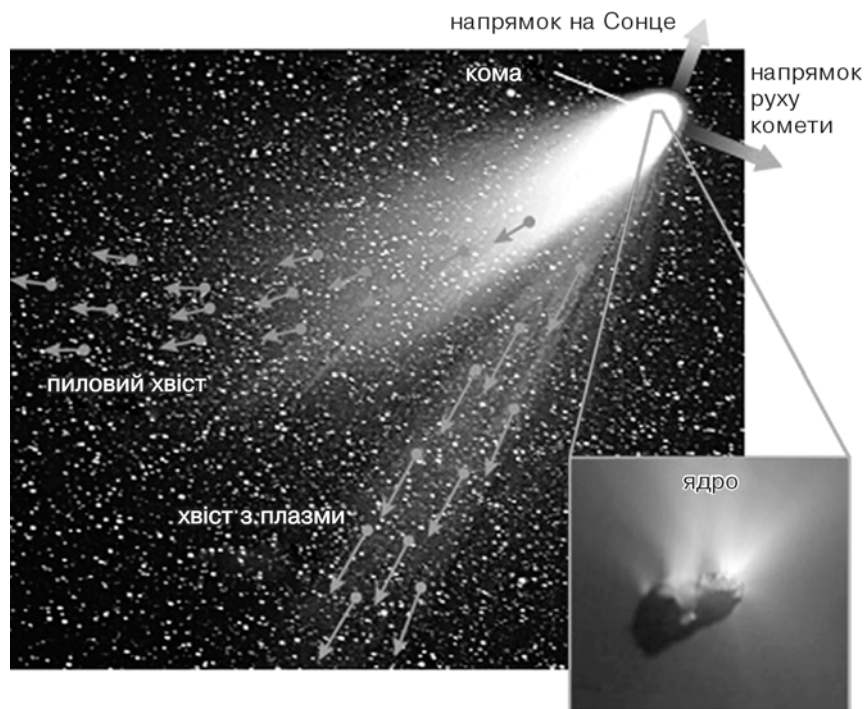 напрямок на Сонце
кома
напрямок
руху
комети
пиловий хвіст
хвіст з плазми
ядро